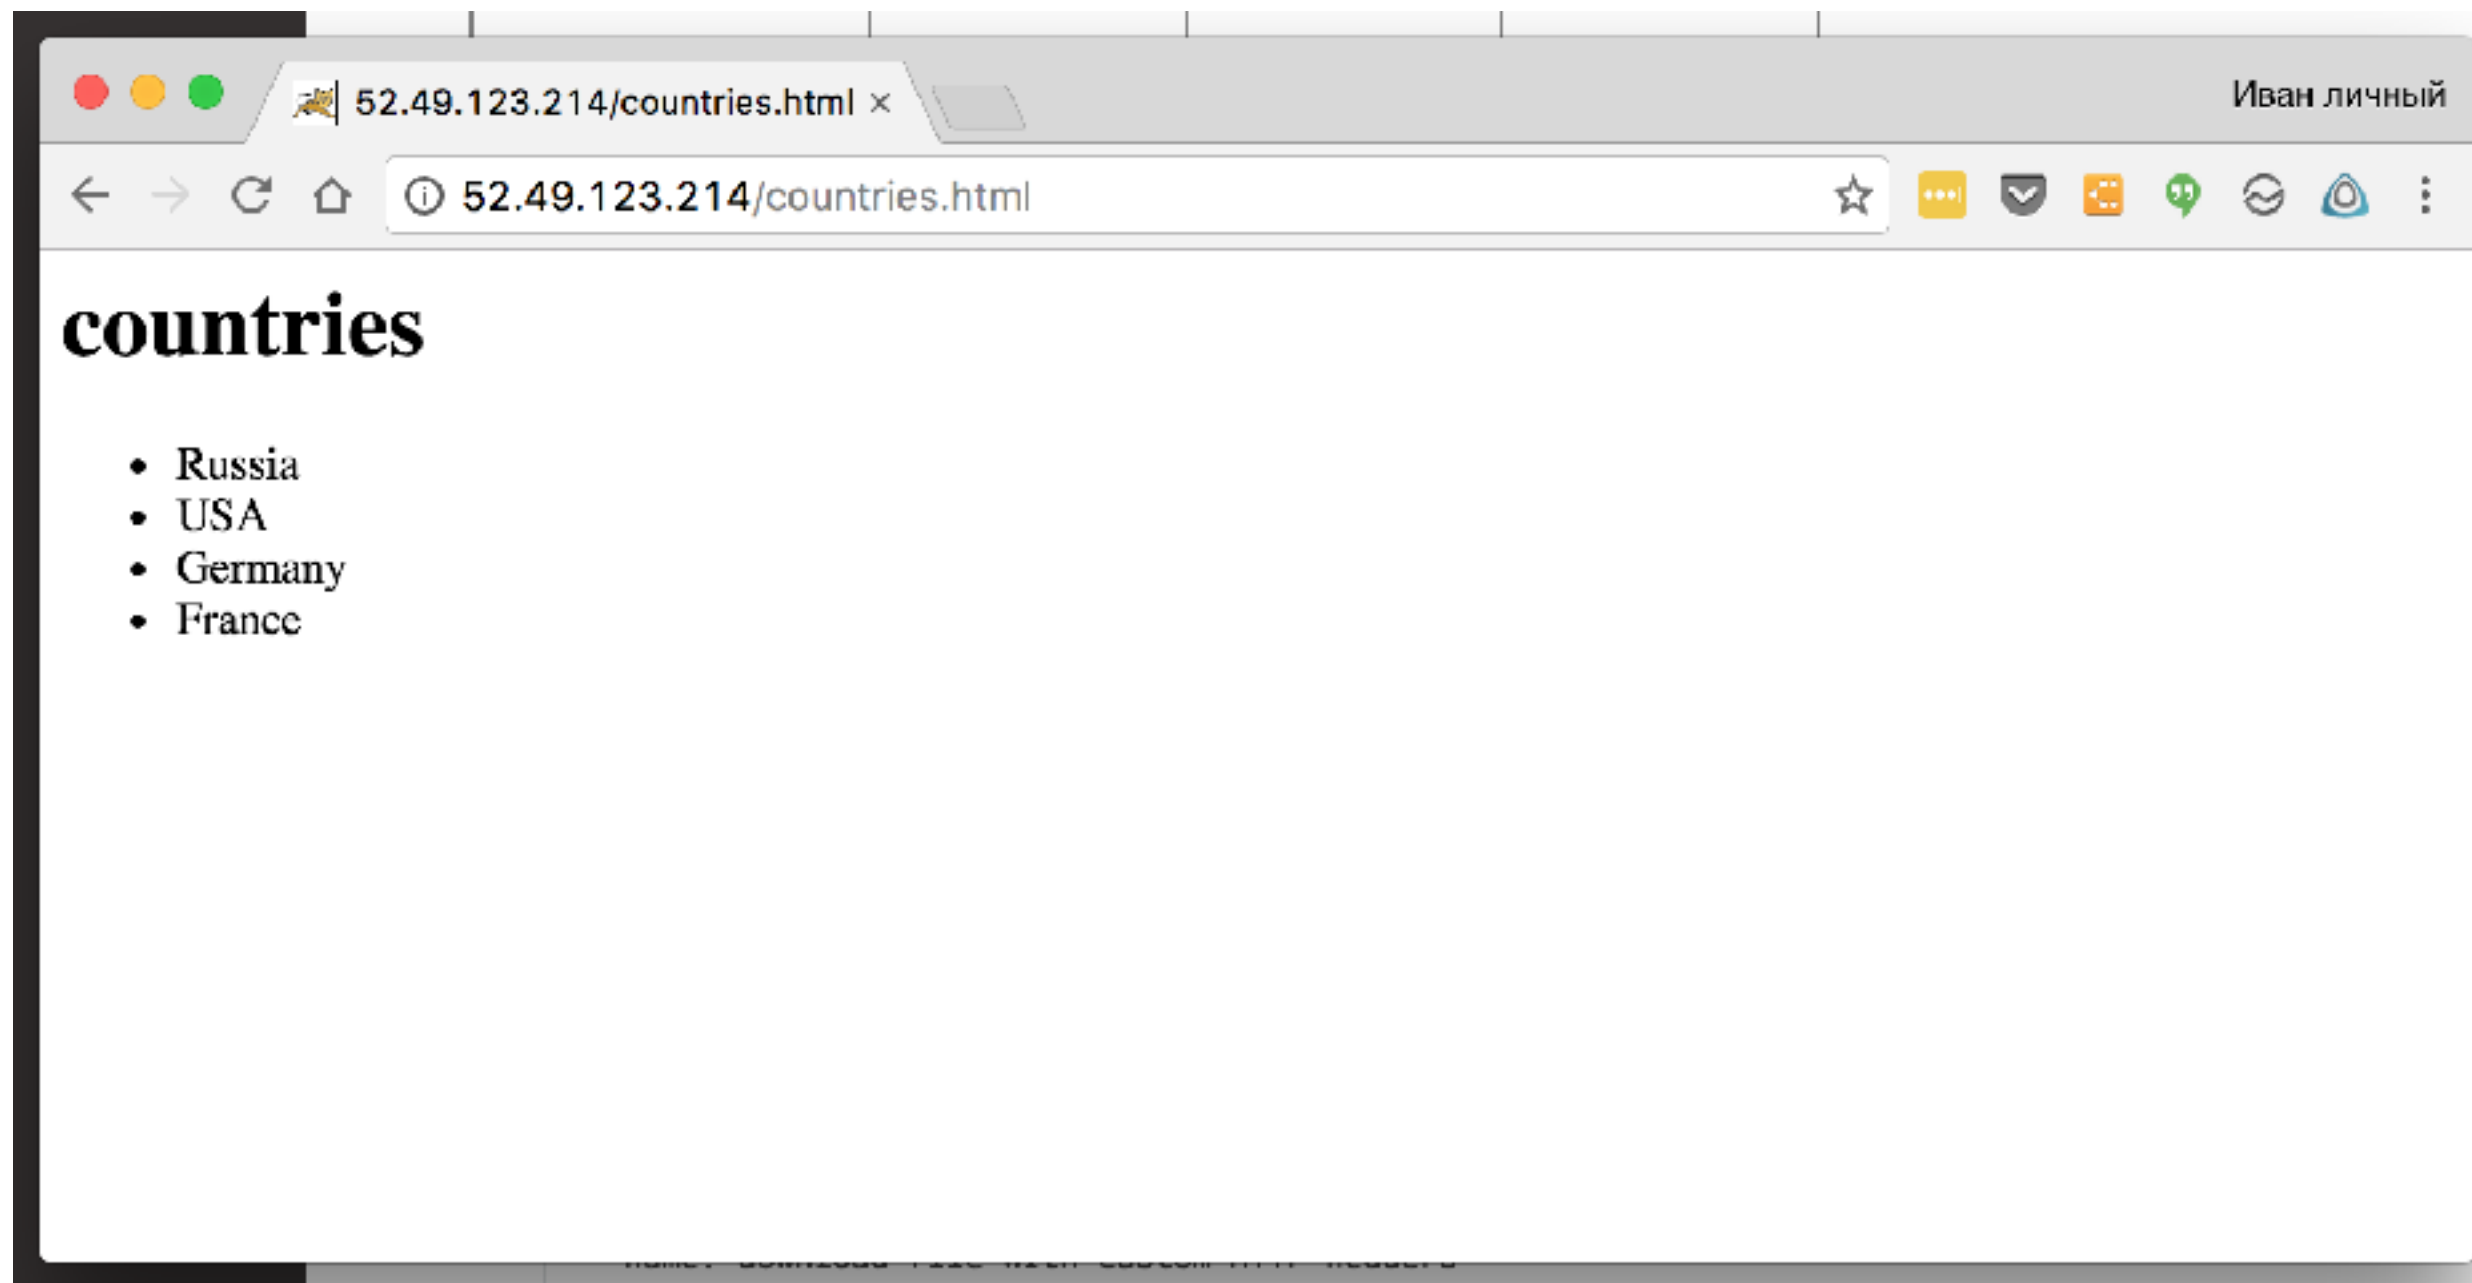 52.49.123.214/countries.html
Иван личный
52.49.123.214/countries.html
countries
Russia
USA
Germany
France